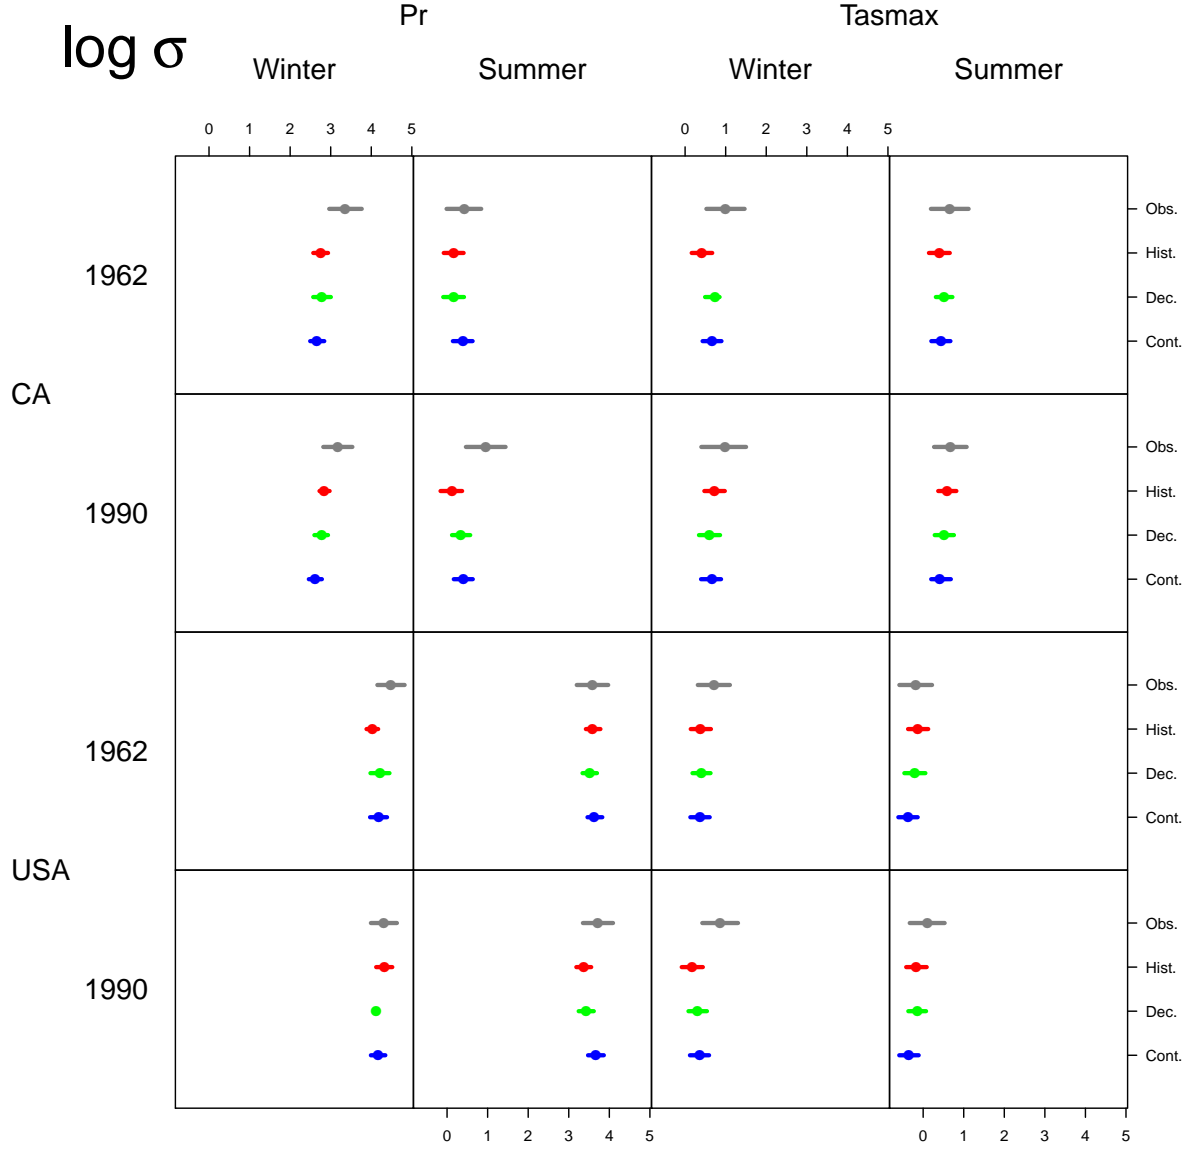 Pr Tasmax
log σ
Winter Summer Winter Summer
0 1 2 3 4 5 0 1 2 3 4 5
Obs.
Hist.
1962
Dec.
Cont.
CA
Obs.
Hist.
1990
Dec.
Cont.
Obs.
Hist.
1962
Dec.
Cont.
USA
Obs.
Hist.
1990
Dec.
Cont.
0 1 2 3 4 5 0 1 2 3 4 5